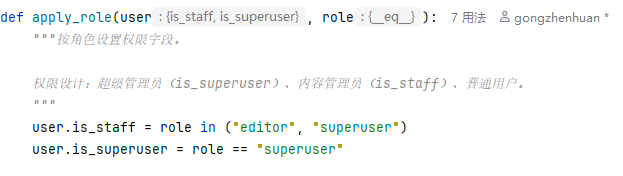 def apply_role(user {is_staff, is_superuser} , role {__eq__} ): 7 用法 gongzhenhuan *
"""按角色设置权限字段。
权限设计：超级管理员（is_superuser）、内容管理员（is_staff）、普通用户。
"""
user.is_staff = role in ("editor", "superuser")
user.is_superuser = role == "superuser"